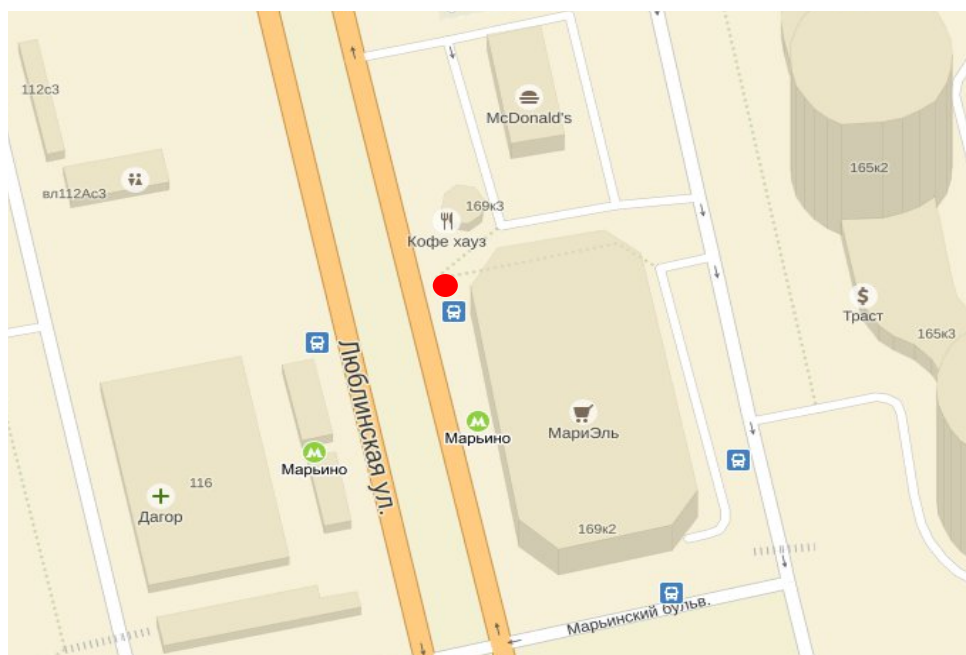 112с3
McDonald's
вл112Ас3
165к2
169к3
Кофе хауз
Траст
165к3
Люблинская ул.
Марьино
МариЭль
Марьино
116
Дагор
169к2
Марьинский бульв.